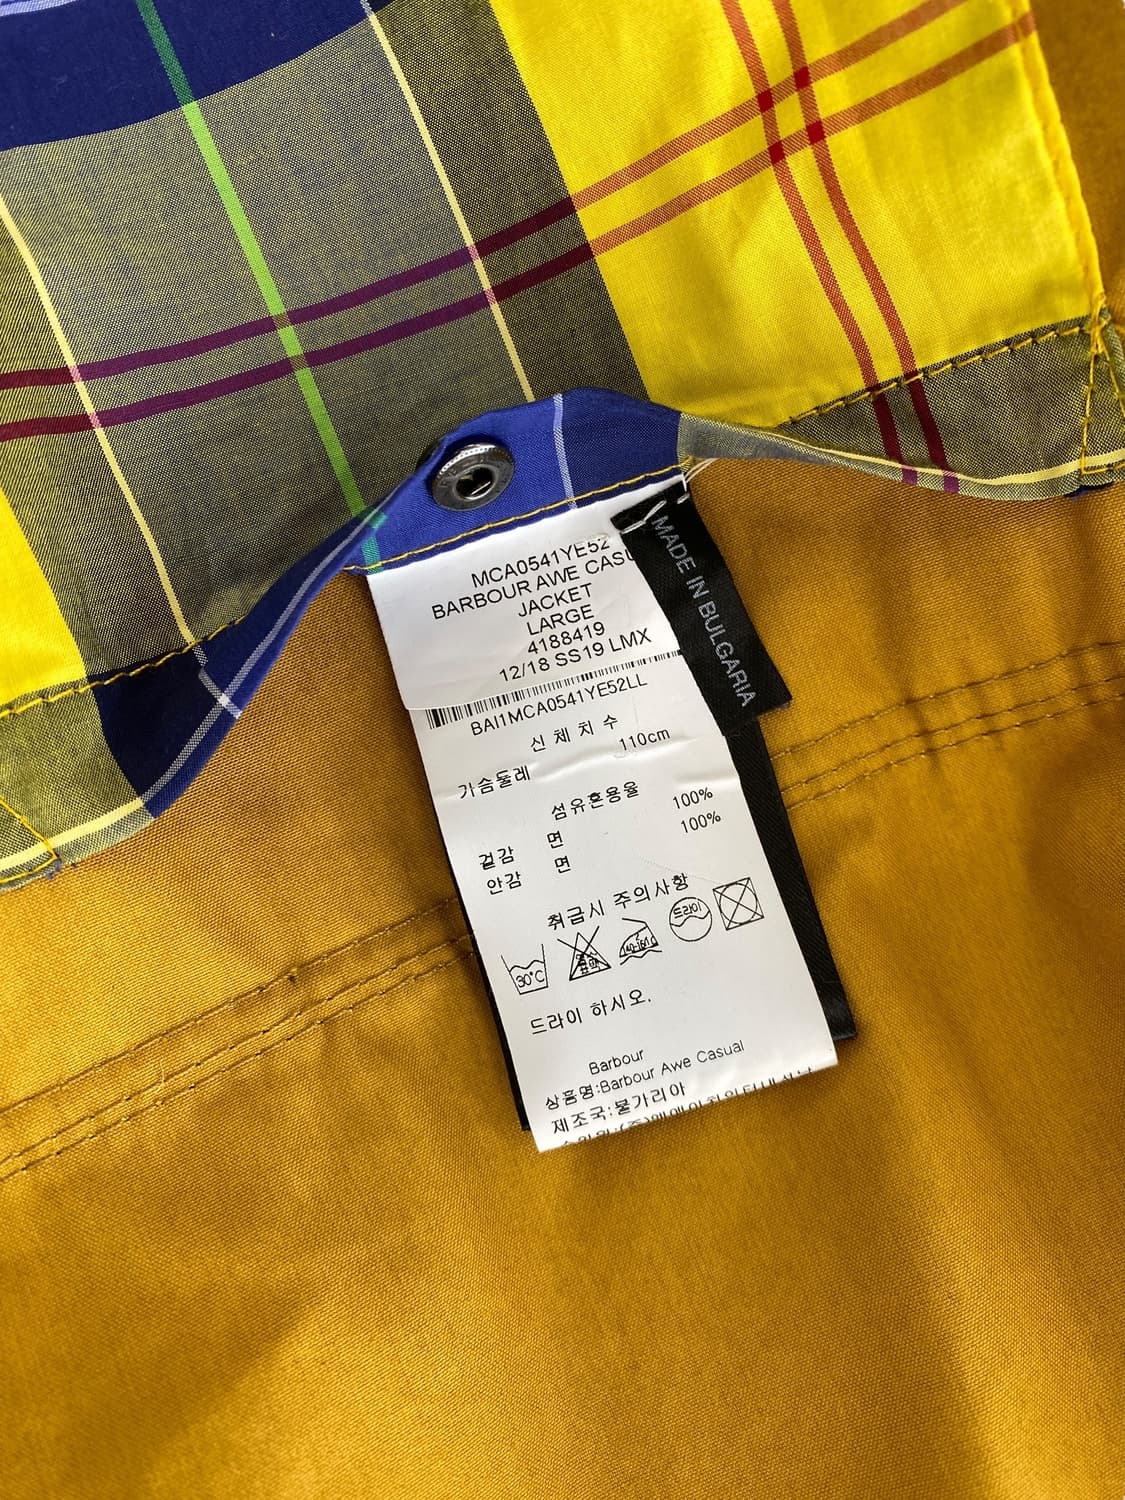 MCA0541YE52
BARBOUR AWE CASU
JACKET
LARGE
4188419
12/18 SS19 LMX
MADE IN BULGARIA
BAI1MCA0541YE52LL
신체치수
가슴둘레 110cm
섬유혼용율
겉감 면 100%
안감 면 100%
취급시 주의사항
30°C 140-160°C 드라이
드라이 하시오.
Barbour
상품명:Barbour Awe Casual
제조국:불가리아